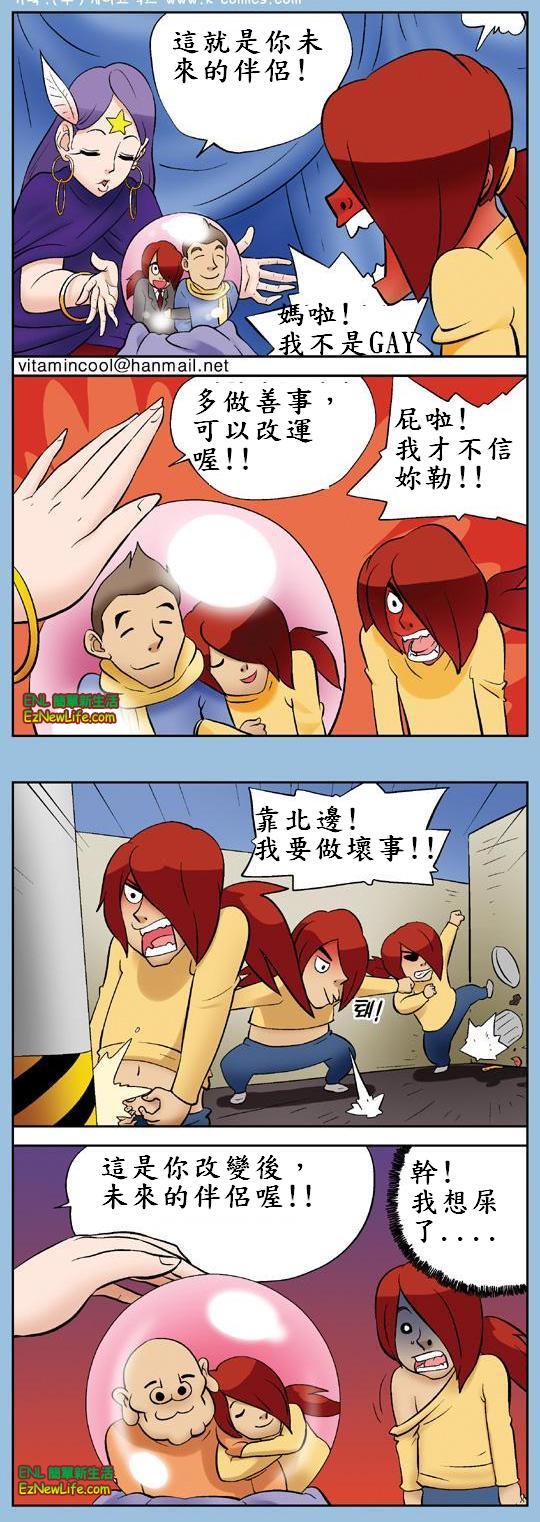 www.k-comics.com
這就是你未
來的伴侶!
媽啦!
我不是GAY
vitamincool@hanmail.net
多做善事，
可以改運
喔!!
屁啦!
我才不信
妳勒!!
ENL 簡單新生活
EzNewLife.com
靠北邊!
我要做壞事!!
퉤!
這是你改變後，
未來的伴侶喔!!
幹!
我想屎
了....
ENL 簡單新生活
EzNewLife.com